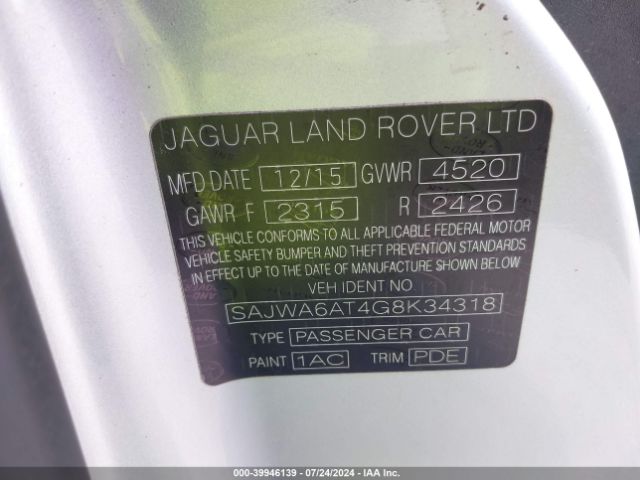 JAGUAR LAND ROVER LTD
MFD DATE 12/15 GVWR 4520
GAWR F 2315 R 2426
THIS VEHICLE CONFORMS TO ALL APPLICABLE FEDERAL MOTOR
VEHICLE SAFETY BUMPER AND THEFT PREVENTION STANDARDS
IN EFFECT UP TO THE DATE OF MANUFACTURE SHOWN BELOW
VEH IDENT NO
SAJWA6AT4G8K34318
TYPE PASSENGER CAR
PAINT 1AC TRIM PDE
000-39946139 - 07/24/2024 - IAA Inc.